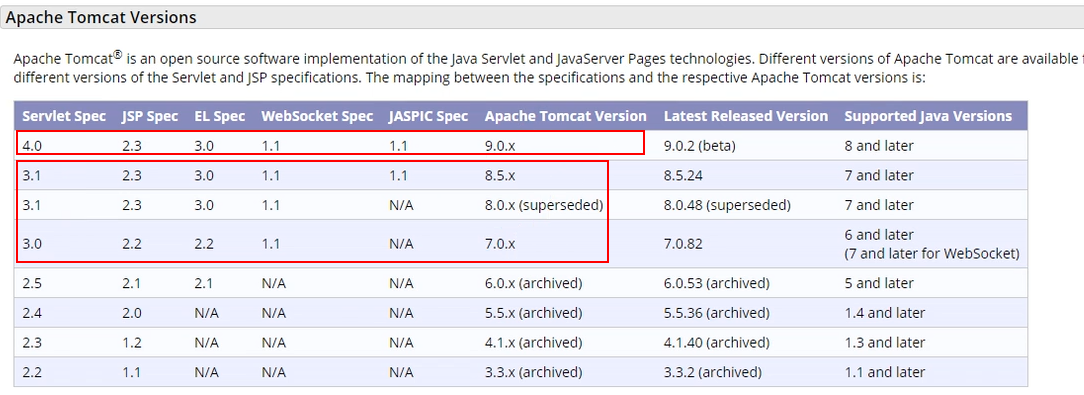 Apache Tomcat Versions
Apache Tomcat® is an open source software implementation of the Java Servlet and JavaServer Pages technologies. Different versions of Apache Tomcat are available
different versions of the Servlet and JSP specifications. The mapping between the specifications and the respective Apache Tomcat versions is:
Servlet Spec JSP Spec EL Spec WebSocket Spec JASPIC Spec Apache Tomcat Version Latest Released Version Supported Java Versions
4.0 2.3 3.0 1.1 1.1 9.0.x 9.0.2 (beta) 8 and later
3.1 2.3 3.0 1.1 1.1 8.5.x 8.5.24 7 and later
3.1 2.3 3.0 1.1 N/A 8.0.x (superseded) 8.0.48 (superseded) 7 and later
3.0 2.2 2.2 1.1 N/A 7.0.x 7.0.82 6 and later
(7 and later for WebSocket)
2.5 2.1 2.1 N/A N/A 6.0.x (archived) 6.0.53 (archived) 5 and later
2.4 2.0 N/A N/A N/A 5.5.x (archived) 5.5.36 (archived) 1.4 and later
2.3 1.2 N/A N/A N/A 4.1.x (archived) 4.1.40 (archived) 1.3 and later
2.2 1.1 N/A N/A N/A 3.3.x (archived) 3.3.2 (archived) 1.1 and later